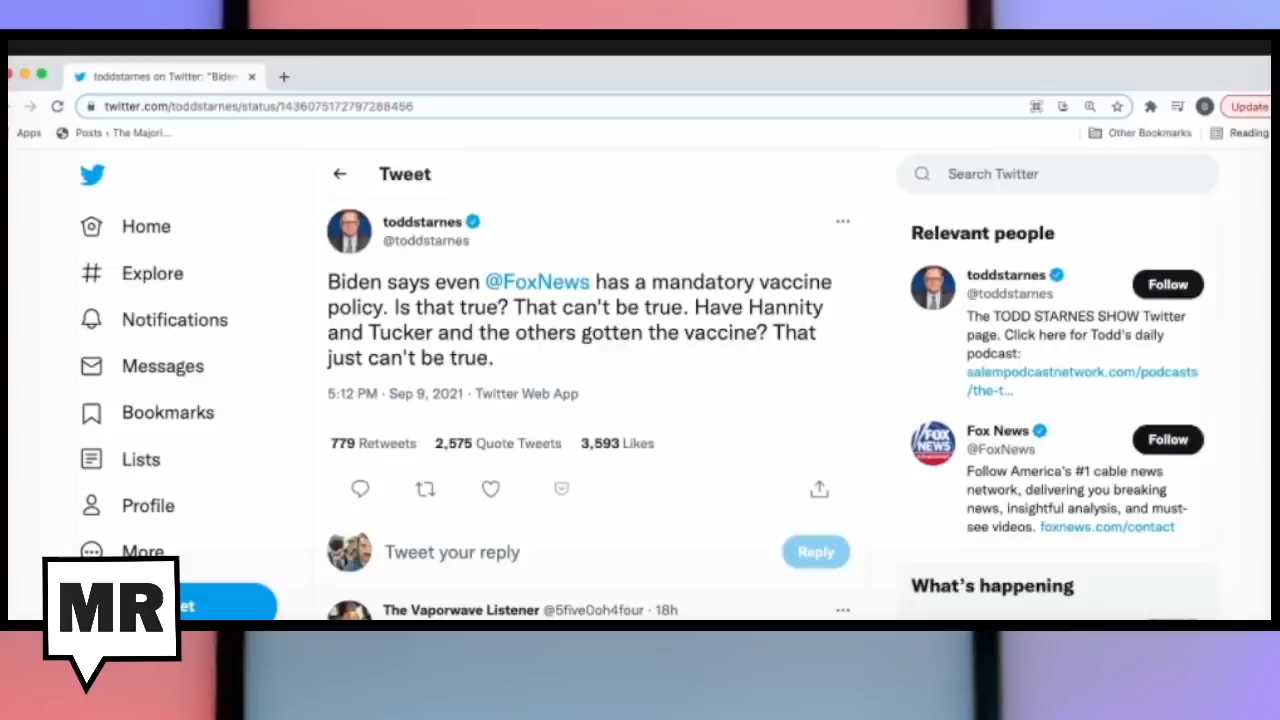 toddstarnes on Twitter: "Biden
twitter.com/toddstarnes/status/1436075172797288456
Update
Apps
Posts ‹ The Majori...
Other Bookmarks
Reading
Tweet
Search Twitter
Home
Explore
Notifications
Messages
Bookmarks
Lists
Profile
More
et
toddstarnes
@toddstarnes
Biden says even @FoxNews has a mandatory vaccine
policy. Is that true? That can't be true. Have Hannity
and Tucker and the others gotten the vaccine? That
just can't be true.
5:12 PM · Sep 9, 2021 · Twitter Web App
779 Retweets 2,575 Quote Tweets 3,593 Likes
Tweet your reply
Reply
The Vaporwave Listener @5five0oh4four · 18h
Relevant people
toddstarnes
@toddstarnes
Follow
The TODD STARNES SHOW Twitter
page. Click here for Todd's daily
podcast:
salempodcastnetwork.com/podcasts
/the-t...
FOX
NEWS
Fox News
@FoxNews
Follow
Follow America's #1 cable news
network, delivering you breaking
news, insightful analysis, and must-
see videos. foxnews.com/contact
What's happening
MR